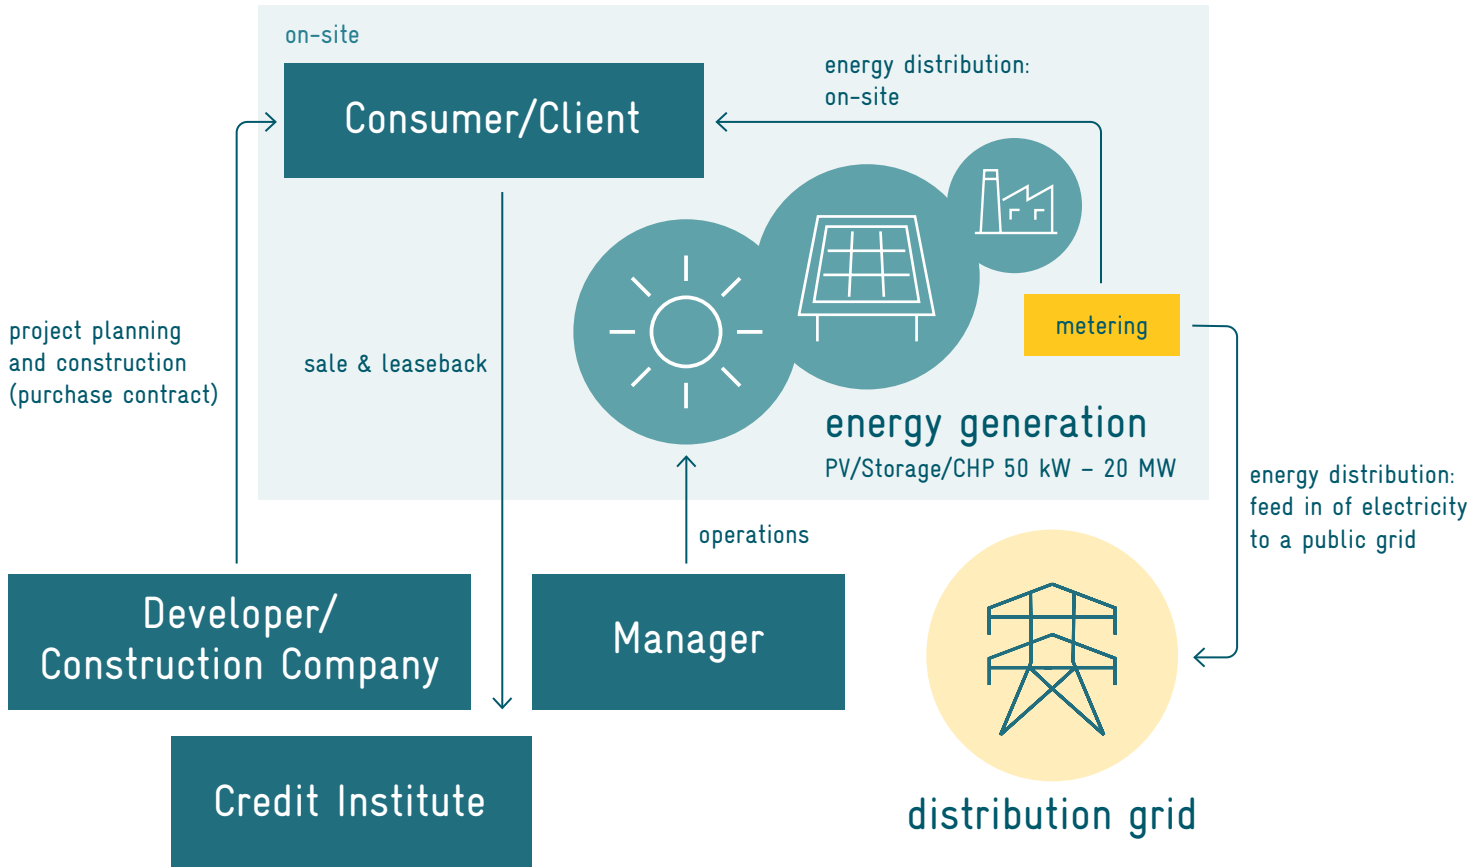 on-site
Consumer/Client
energy distribution:
on-site
project planning
and construction
(purchase contract)
sale & leaseback
metering
energy generation
PV/Storage/CHP 50 kW – 20 MW
energy distribution:
feed in of electricity
to a public grid
operations
Developer/
Construction Company
Manager
Credit Institute
distribution grid